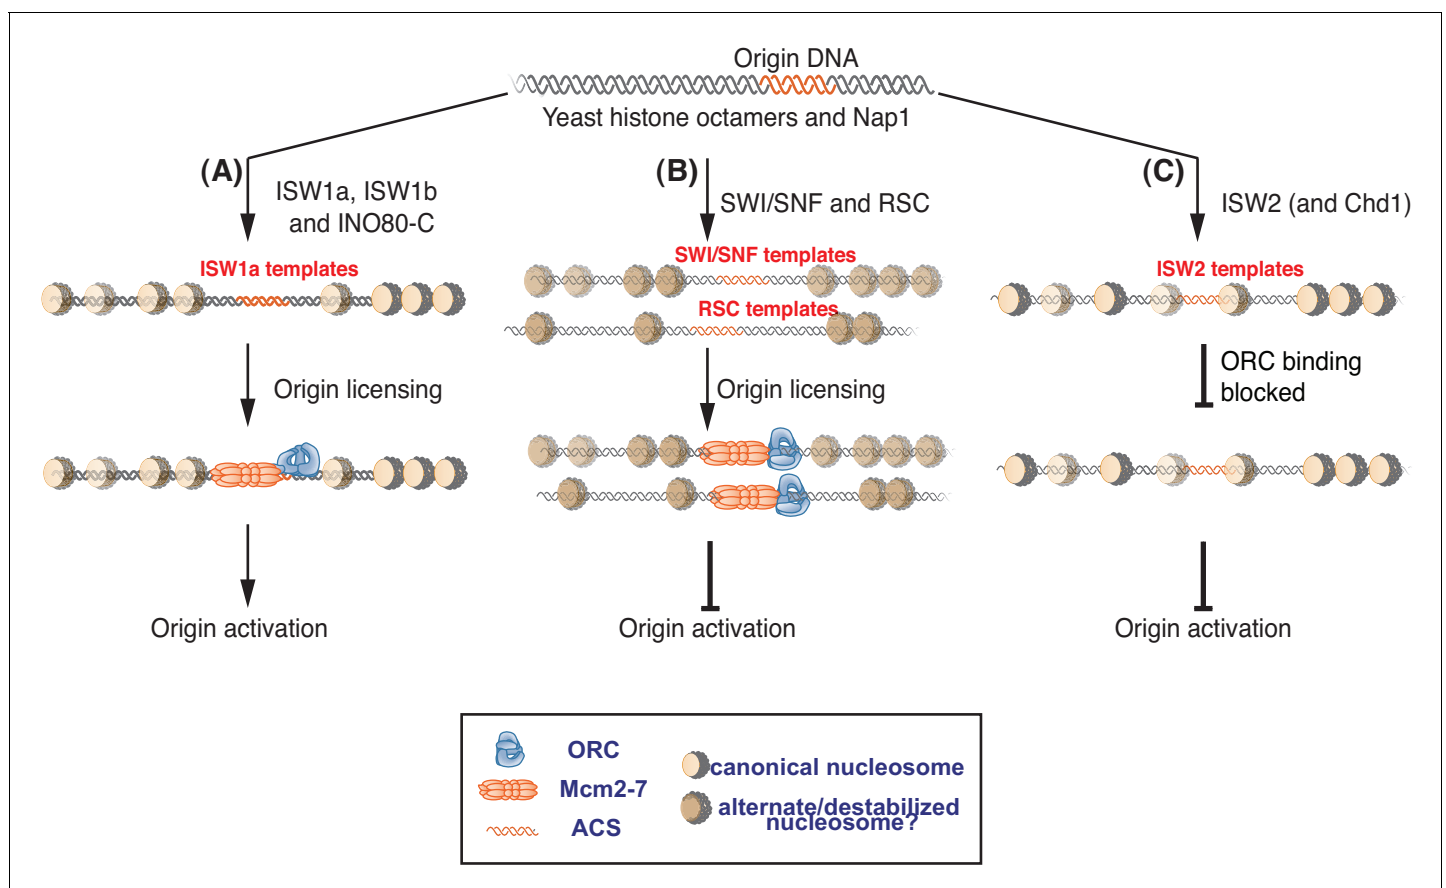 Origin DNA
Yeast histone octamers and Nap1
(A)
ISW1a, ISW1b
and INO80-C
(B)
SWI/SNF and RSC
(C)
ISW2 (and Chd1)
ISW1a templates
SWI/SNF templates
RSC templates
ISW2 templates
Origin licensing
Origin licensing
ORC binding
blocked
Origin activation
Origin activation
Origin activation
ORC
Mcm2-7
ACS
canonical nucleosome
alternate/destabilized
nucleosome?